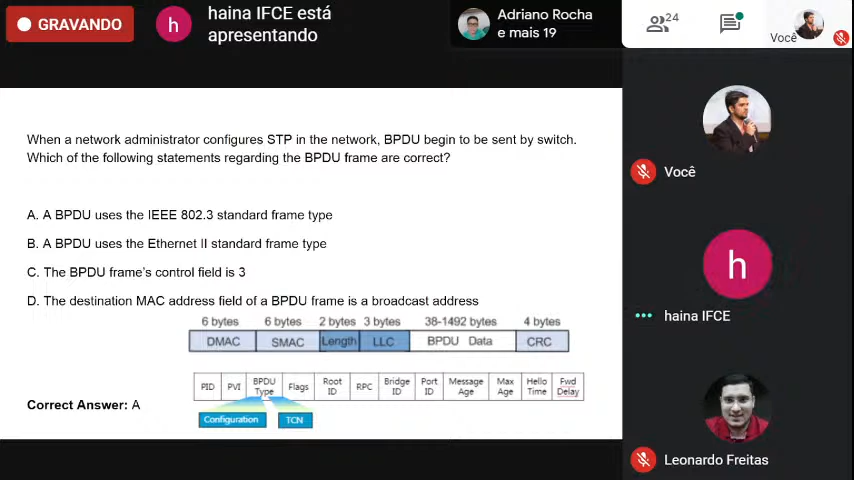 GRAVANDO
h
haina IFCE está
apresentando
Adriano Rocha
e mais 19
24
Você
When a network administrator configures STP in the network, BPDU begin to be sent by switch.
Which of the following statements regarding the BPDU frame are correct?
A. A BPDU uses the IEEE 802.3 standard frame type
B. A BPDU uses the Ethernet II standard frame type
C. The BPDU frame's control field is 3
D. The destination MAC address field of a BPDU frame is a broadcast address
6 bytes 6 bytes 2 bytes 3 bytes 38-1492 bytes 4 bytes
DMAC SMAC Length LLC BPDU Data CRC
PID PVI BPDU Type Flags Root ID RPC Bridge ID Port ID Message Age Max Age Hello Time Fwd Delay
Configuration TCN
Correct Answer: A
Você
h
haina IFCE
Leonardo Freitas